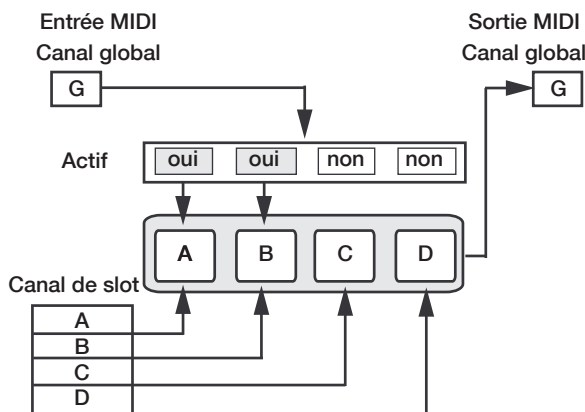 Entrée MIDI
Canal global
G
Sortie MIDI
Canal global
G
Actif
oui oui non non
A B C D
Canal de slot
A
B
C
D